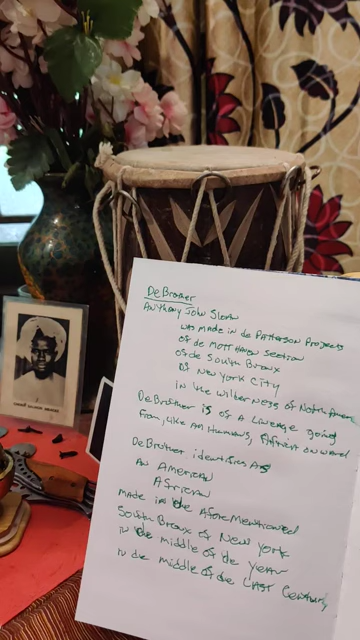 DeBrother
Anthony John Sloan
was made in de Patterson Projects
of de Mott Haven Section
of de South Bronx
of New York City
in the wilderness of North America
DeBrother is of a Lineage going
from, like all humans, Africa onward
DeBrother identifies as
an American
African
made in de aforementioned
South Bronx of New York
in de middle of the year
in de middle of de last century